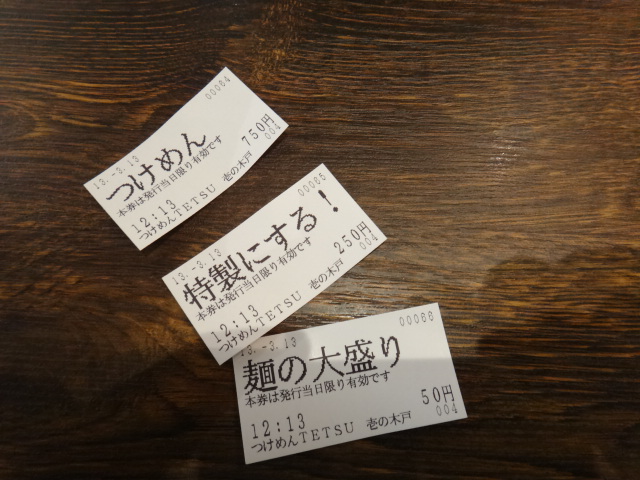 00064
13.-3.13
つけめん
本券は発行当日限り有効です
750円
12:13
004
つけめんTETSU 壱の木戸
00065
13.-3.13
特製にする!
本券は発行当日限り有効です
250円
12:13
004
つけめんTETSU 壱の木戸
00066
13.-3.13
麺の大盛り
本券は発行当日限り有効です
50円
12:13
004
つけめんTETSU 壱の木戸